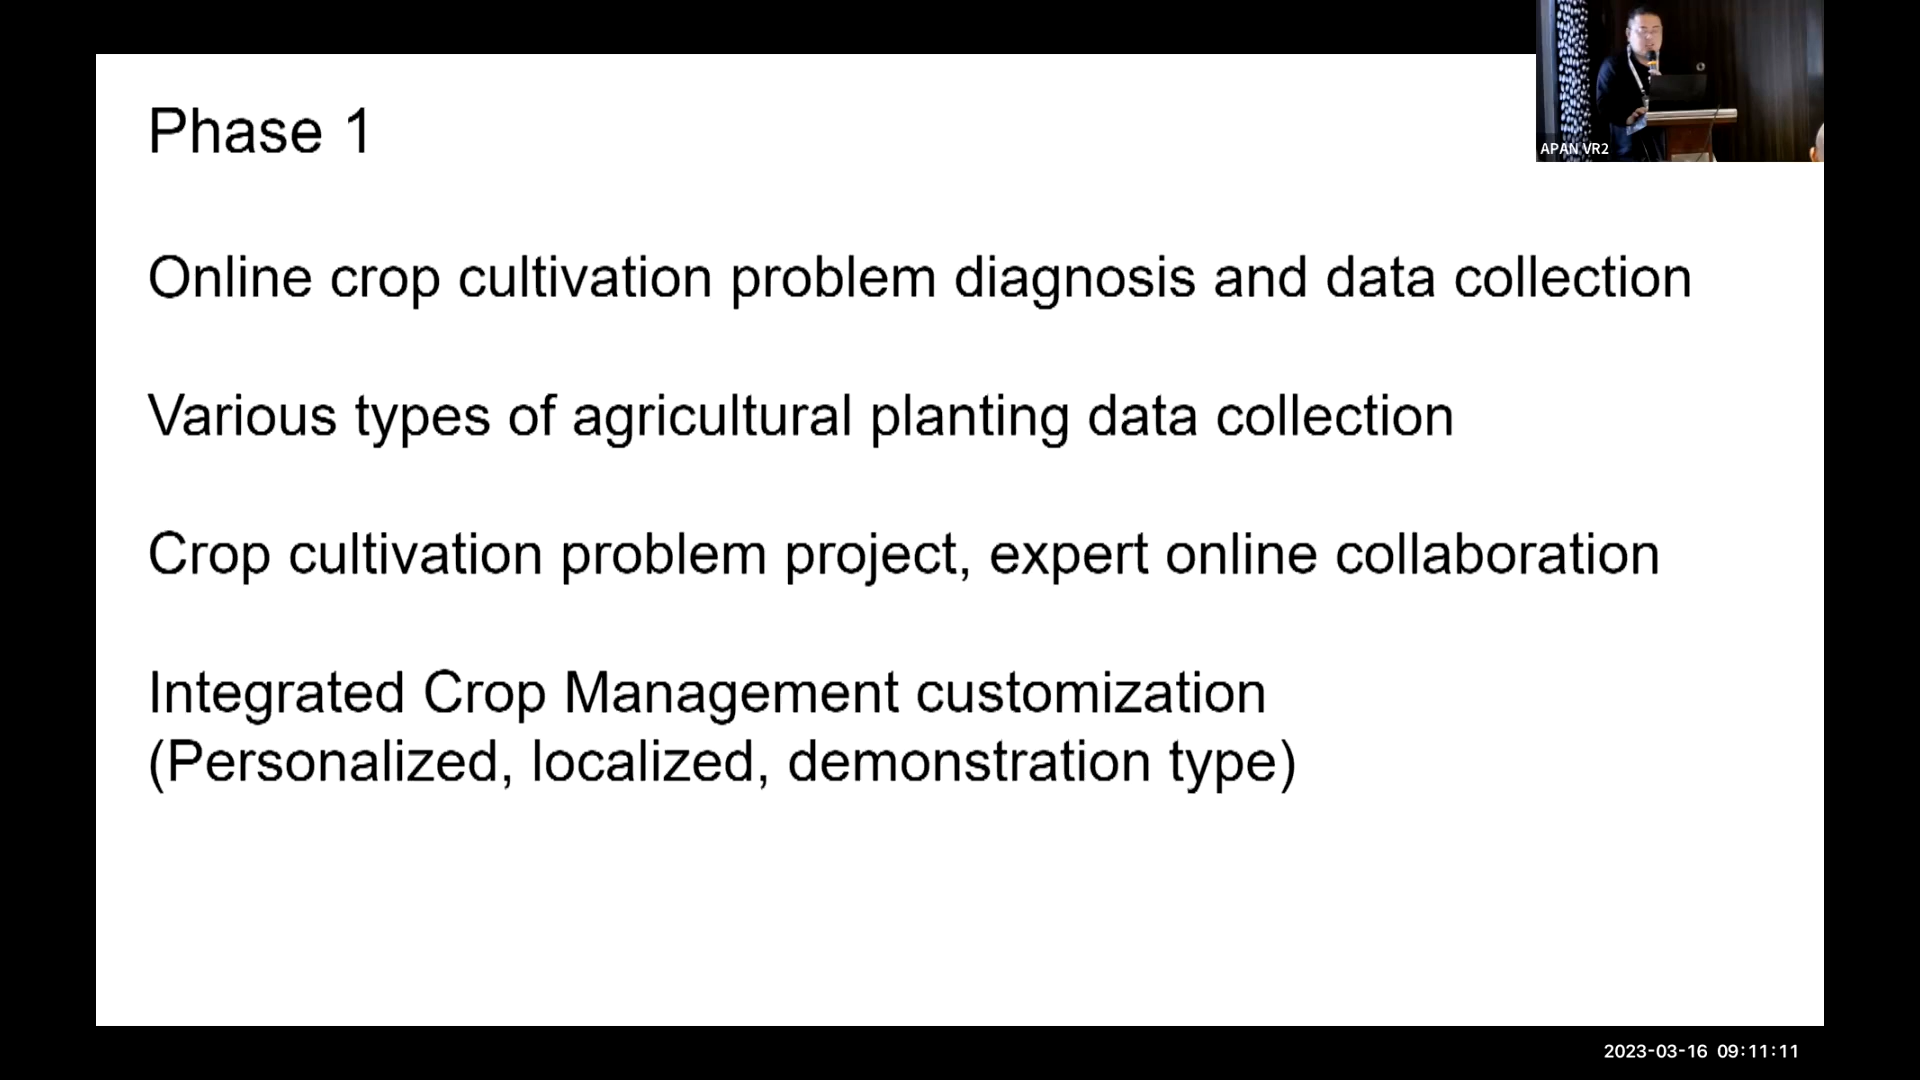 Phase 1
Online crop cultivation problem diagnosis and data collection
Various types of agricultural planting data collection
Crop cultivation problem project, expert online collaboration
Integrated Crop Management customization
(Personalized, localized, demonstration type)
APAN VR2
2023-03-16 09:11:11